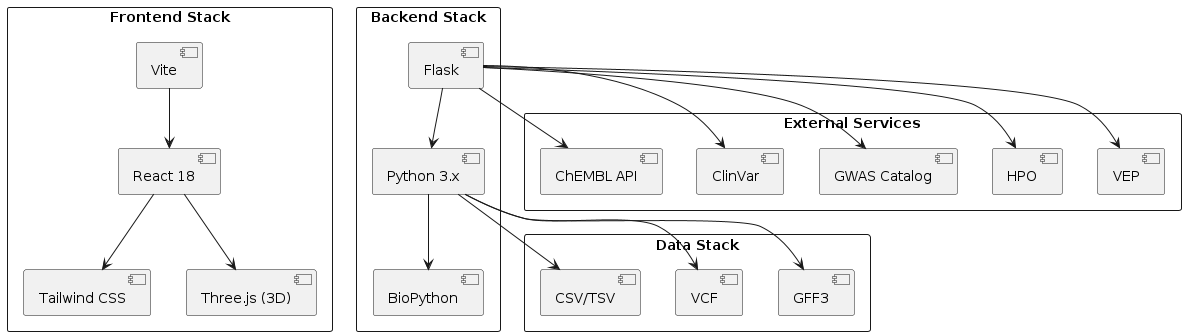 Frontend Stack
Backend Stack
Vite
Flask
External Services
React 18
Python 3.x
ChEMBL API
ClinVar
GWAS Catalog
HPO
VEP
Data Stack
Tailwind CSS
Three.js (3D)
BioPython
CSV/TSV
VCF
GFF3